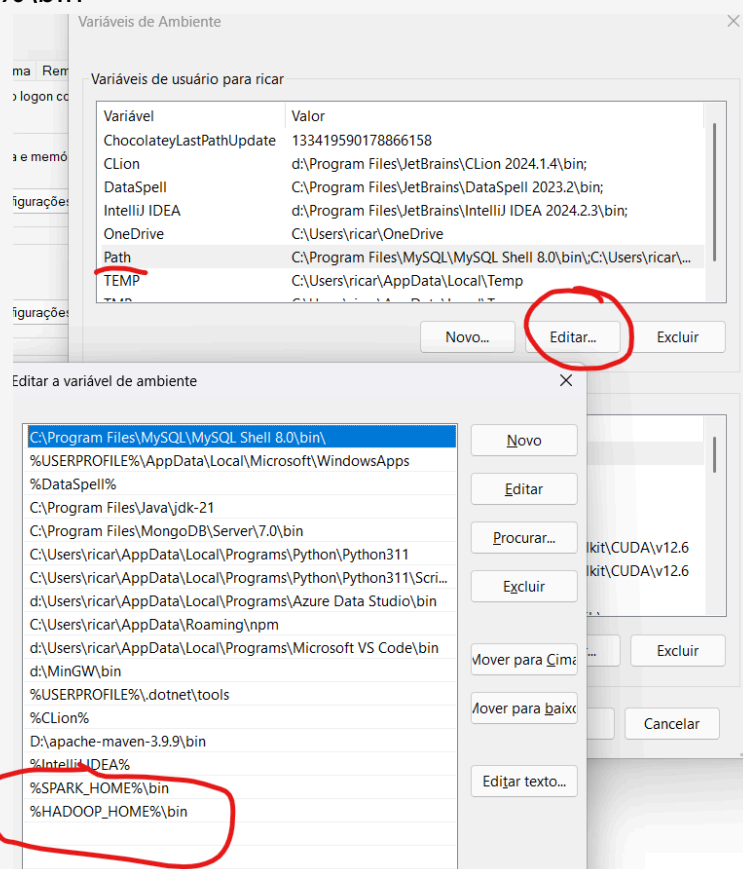 Variáveis de Ambiente
ma Rem
logon co
Variáveis de usuário para ricar
Variável Valor
ChocolateyLastPathUpdate 133419590178866158
a e memó
CLion d:\Program Files\JetBrains\CLion 2024.1.4\bin;
DataSpell C:\Program Files\JetBrains\DataSpell 2023.2\bin;
figurações
IntelliJ IDEA d:\Program Files\JetBrains\IntelliJ IDEA 2024.2.3\bin;
OneDrive C:\Users\ricar\OneDrive
Path C:\Program Files\MySQL\MySQL Shell 8.0\bin\;C:\Users\ricar\...
TEMP C:\Users\ricar\AppData\Local\Temp
figurações
Novo... Editar... Excluir
Editar a variável de ambiente
C:\Program Files\MySQL\MySQL Shell 8.0\bin\
%USERPROFILE%\AppData\Local\Microsoft\WindowsApps
%DataSpell%
C:\Program Files\Java\jdk-21
C:\Program Files\MongoDB\Server\7.0\bin
C:\Users\ricar\AppData\Local\Programs\Python\Python311
C:\Users\ricar\AppData\Local\Programs\Python\Python311\Scri...
d:\Users\ricar\AppData\Local\Programs\Azure Data Studio\bin
C:\Users\ricar\AppData\Roaming\npm
d:\Users\ricar\AppData\Local\Programs\Microsoft VS Code\bin
d:\MinGW\bin
%USERPROFILE%\.dotnet\tools
%CLion%
D:\apache-maven-3.9.9\bin
%IntelliJ IDEA%
%SPARK_HOME%\bin
%HADOOP_HOME%\bin
Novo
Editar
Procurar...
Excluir
Mover para Cima
Mover para baixo
Editar texto...
lkit\CUDA\v12.6
lkit\CUDA\v12.6
... Excluir
Cancelar